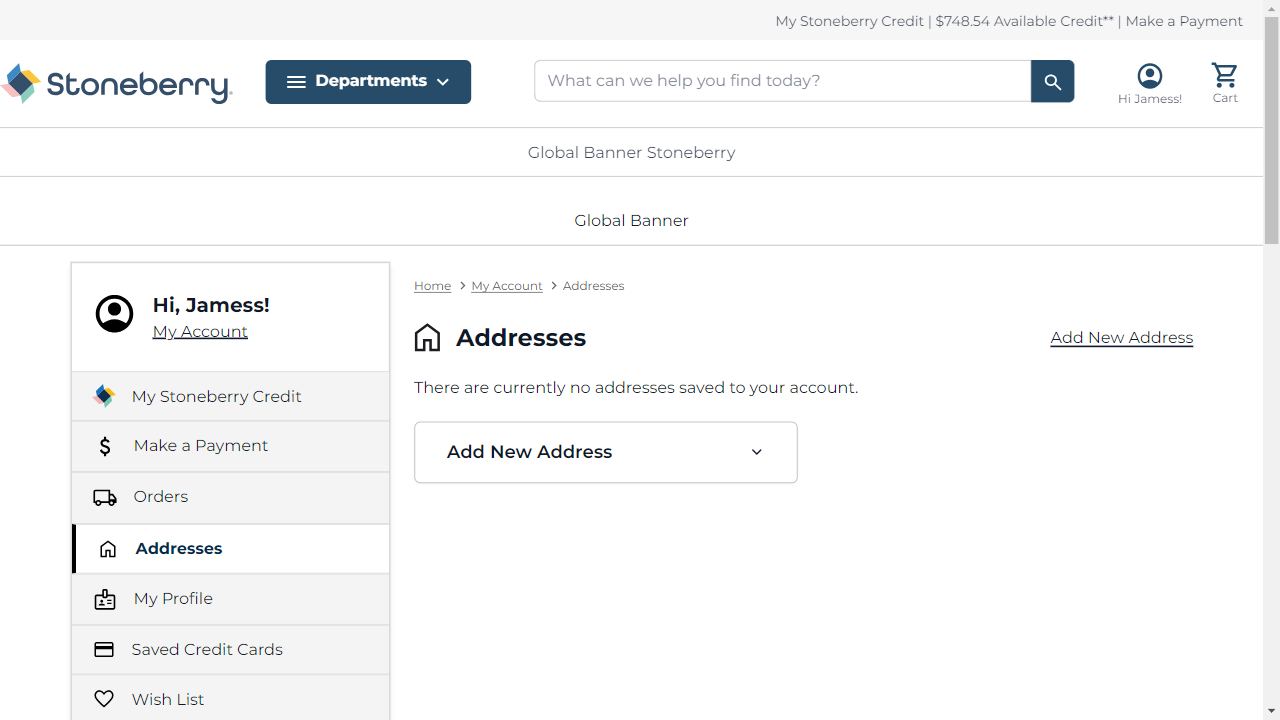 My Stoneberry Credit | $748.54 Available Credit** | Make a Payment
Stoneberry
Departments
What can we help you find today?
Hi Jamess!
Cart
Global Banner Stoneberry
Global Banner
Hi, Jamess!
My Account
My Stoneberry Credit
Make a Payment
Orders
Addresses
My Profile
Saved Credit Cards
Wish List
Home > My Account > Addresses
Addresses
Add New Address
There are currently no addresses saved to your account.
Add New Address